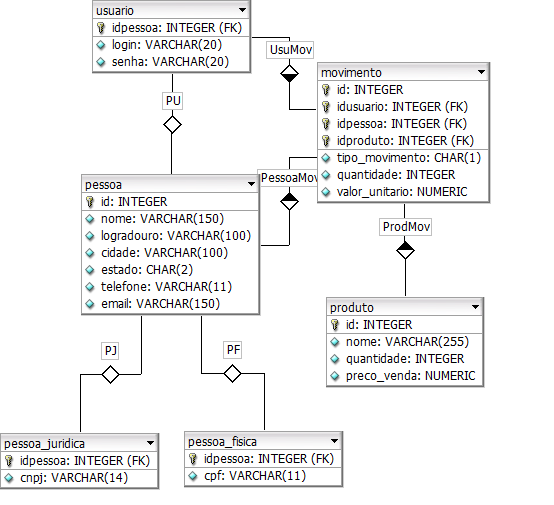 usuario
idpessoa: INTEGER (FK)
login: VARCHAR(20)
senha: VARCHAR(20)
UsuMov
movimento
id: INTEGER
idusuario: INTEGER (FK)
idpessoa: INTEGER (FK)
idproduto: INTEGER (FK)
tipo_movimento: CHAR(1)
quantidade: INTEGER
valor_unitario: NUMERIC
PU
PessoaMov
pessoa
id: INTEGER
nome: VARCHAR(150)
logradouro: VARCHAR(100)
cidade: VARCHAR(100)
estado: CHAR(2)
telefone: VARCHAR(11)
email: VARCHAR(150)
ProdMov
produto
id: INTEGER
nome: VARCHAR(255)
quantidade: INTEGER
preco_venda: NUMERIC
PJ
PF
pessoa_juridica
idpessoa: INTEGER (FK)
cnpj: VARCHAR(14)
pessoa_fisica
idpessoa: INTEGER (FK)
cpf: VARCHAR(11)